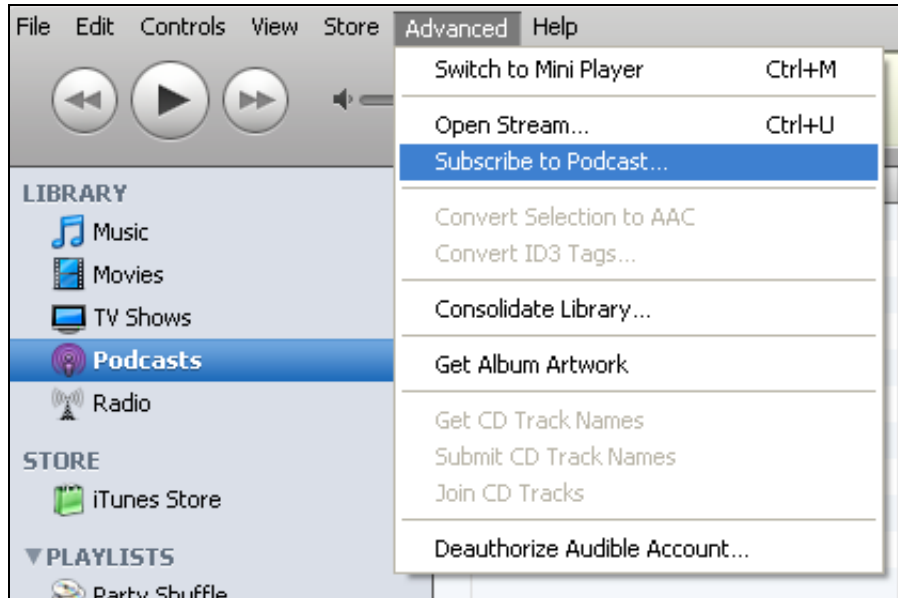 File Edit Controls View Store Advanced Help
Switch to Mini Player Ctrl+M
Open Stream... Ctrl+U
Subscribe to Podcast...
Convert Selection to AAC
Convert ID3 Tags...
Consolidate Library...
Get Album Artwork
Get CD Track Names
Submit CD Track Names
Join CD Tracks
Deauthorize Audible Account...
LIBRARY
Music
Movies
TV Shows
Podcasts
Radio
STORE
iTunes Store
PLAYLISTS
Party Shuffle